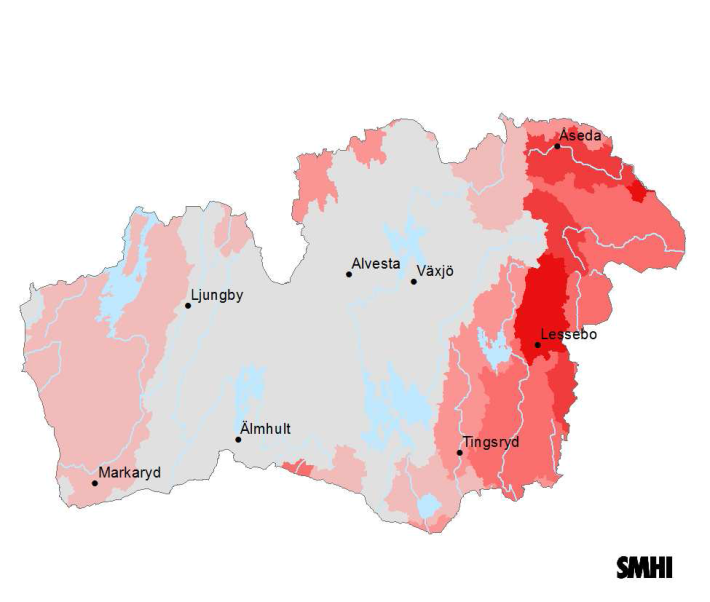 Åseda
Alvesta
Växjö
Ljungby
Lessebo
Älmhult
Tingsryd
Markaryd
SMHI